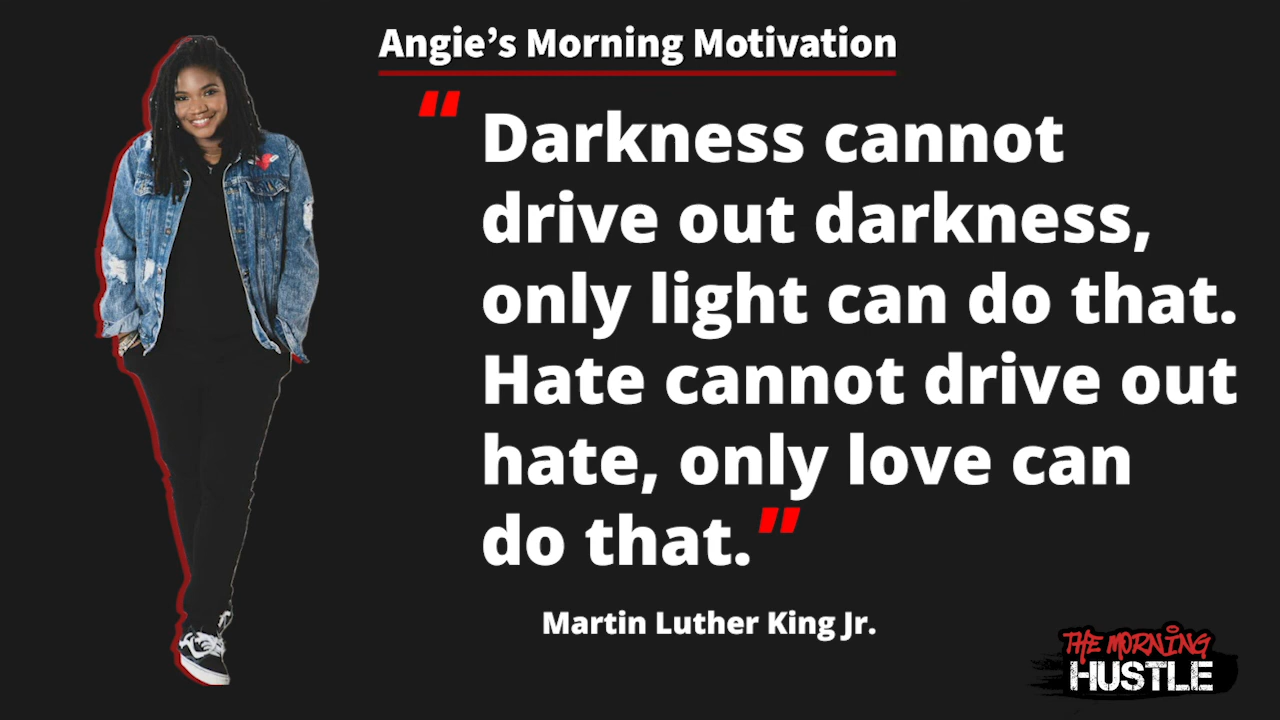 Angie’s Morning Motivation
“ Darkness cannot
drive out darkness,
only light can do that.
Hate cannot drive out
hate, only love can
do that.”
Martin Luther King Jr.
THE MORNING
HUSTLE